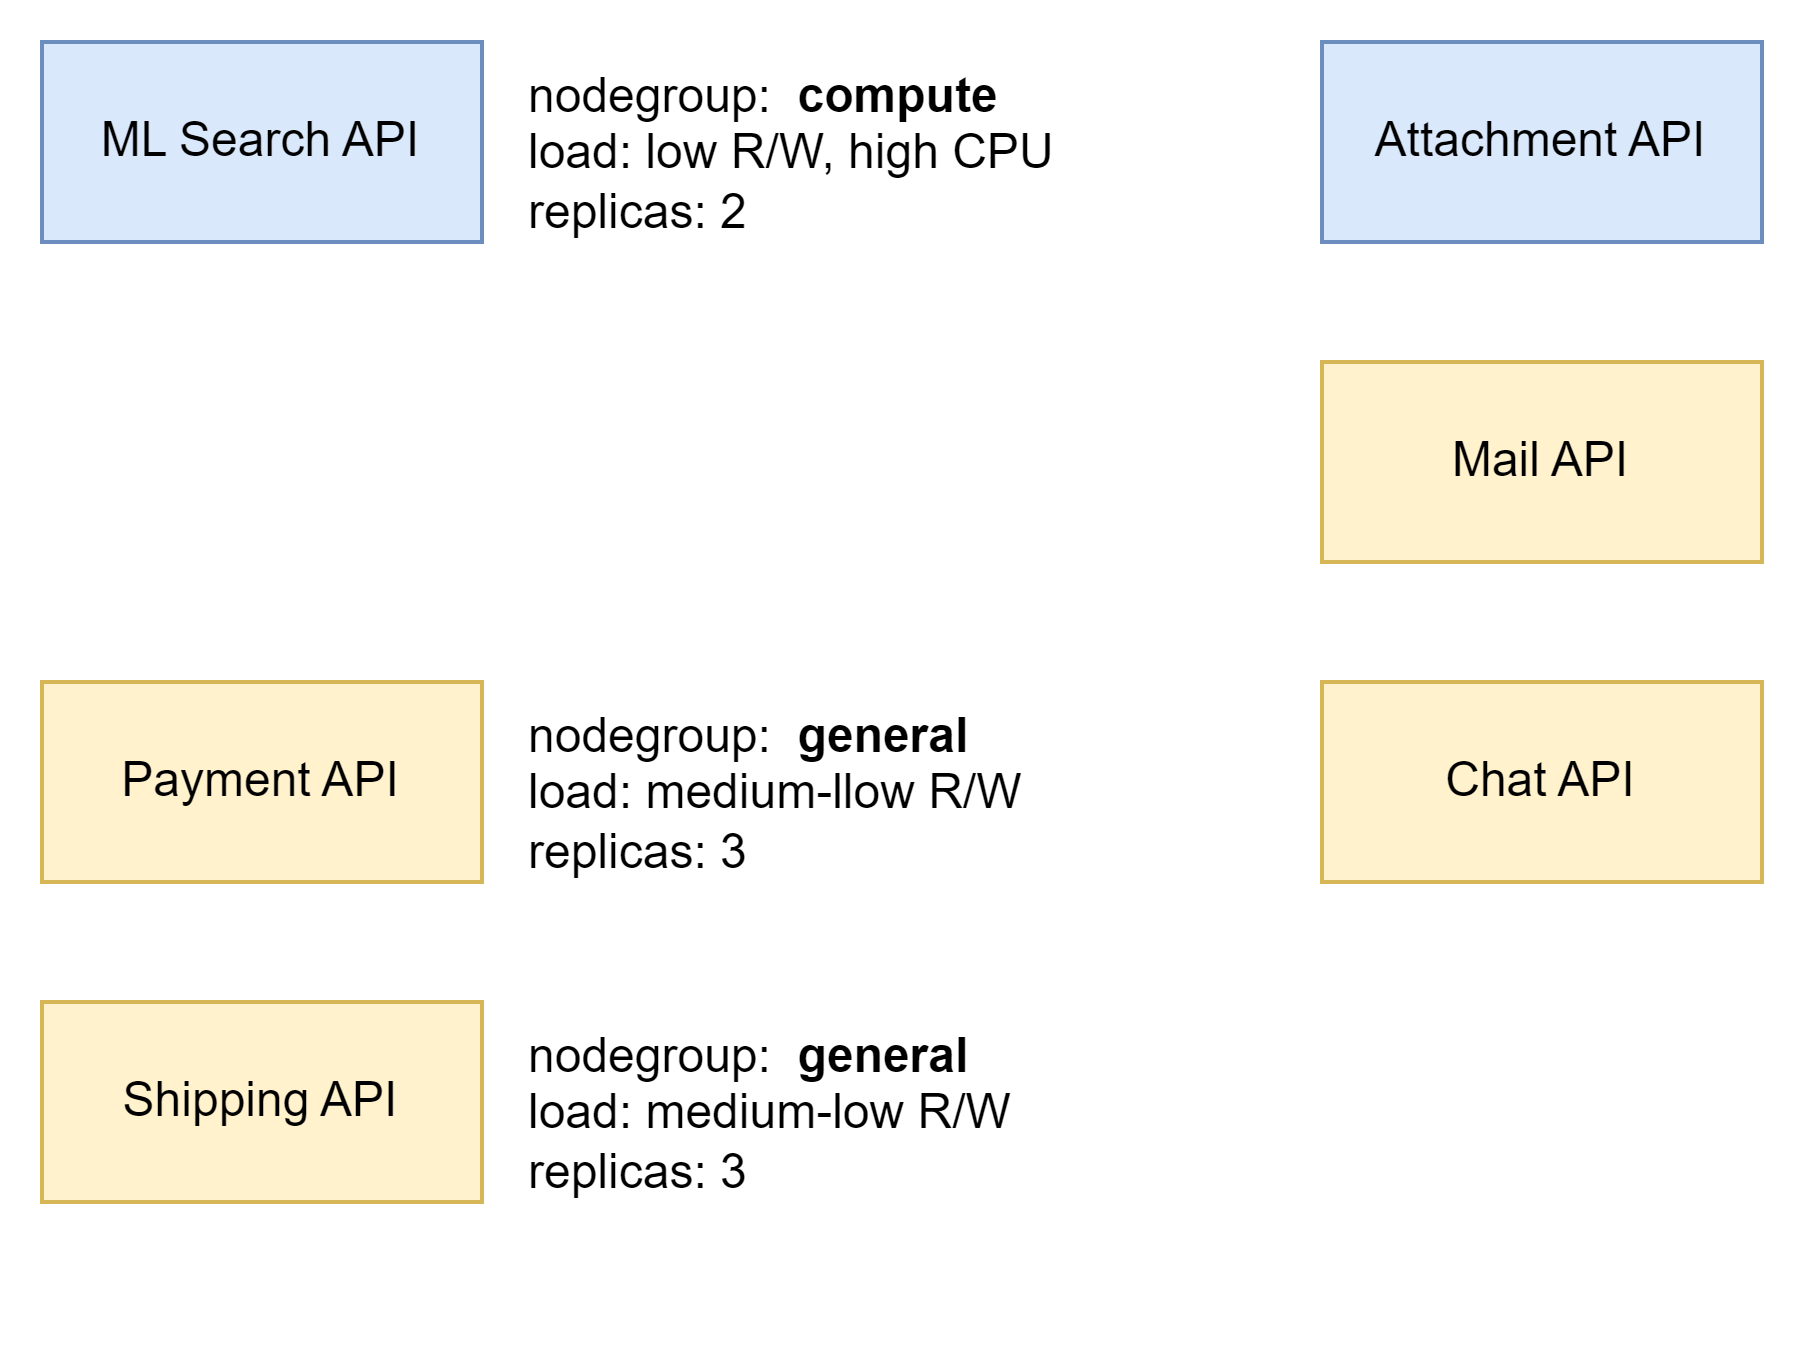 ML Search API
nodegroup: compute
load: low R/W, high CPU
replicas: 2
Attachment API
Mail API
Payment API
nodegroup: general
load: medium-llow R/W
replicas: 3
Chat API
Shipping API
nodegroup: general
load: medium-low R/W
replicas: 3